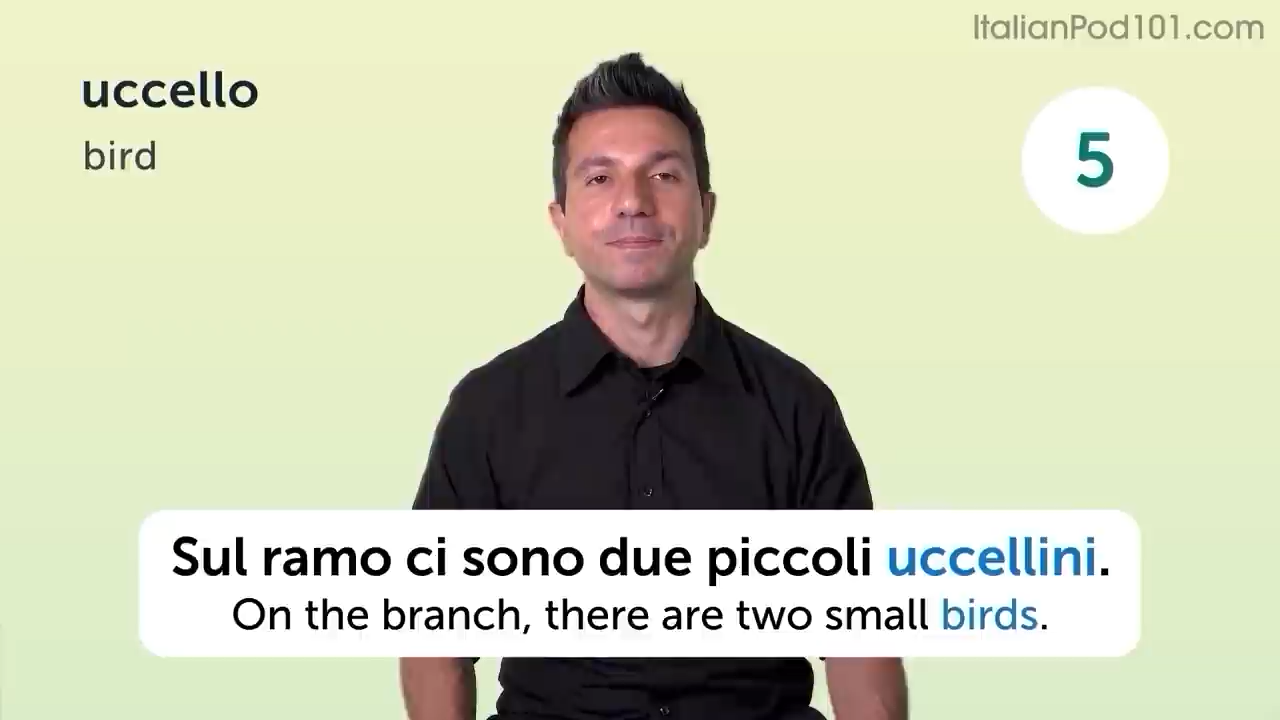 ItalianPod101.com
uccello
bird
5
Sul ramo ci sono due piccoli uccellini.
On the branch, there are two small birds.